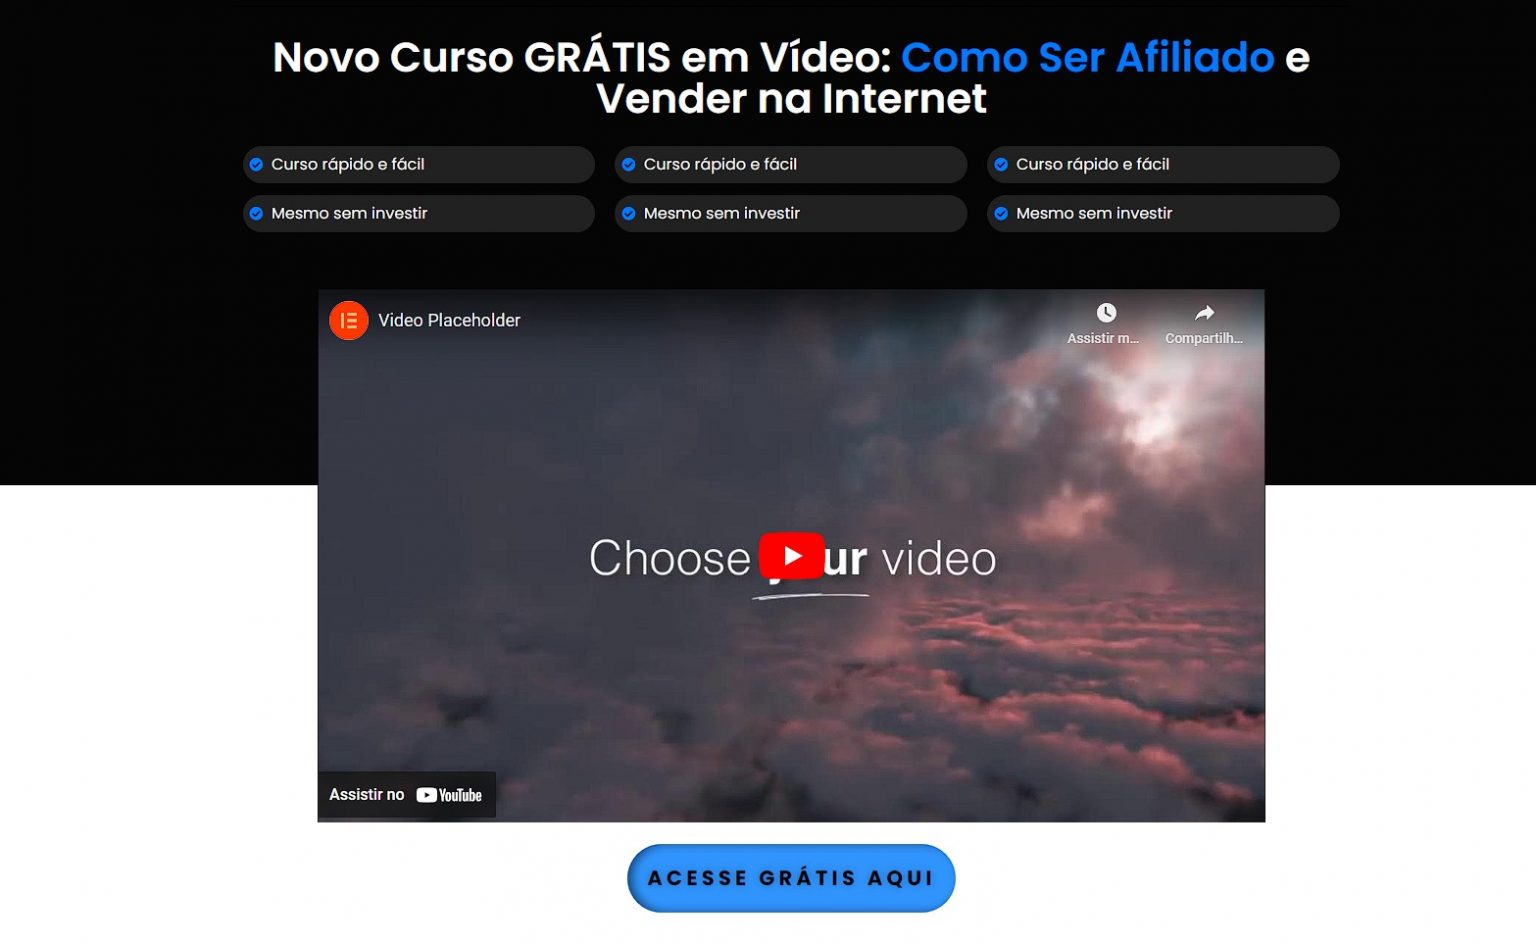 Novo Curso GRÁTIS em Vídeo: Como Ser Afiliado e
Vender na Internet
Curso rápido e fácil
Curso rápido e fácil
Curso rápido e fácil
Mesmo sem investir
Mesmo sem investir
Mesmo sem investir
Video Placeholder
Assistir m...
Compartilh...
Choose your video
Assistir no YouTube
ACESSE GRÁTIS AQUI